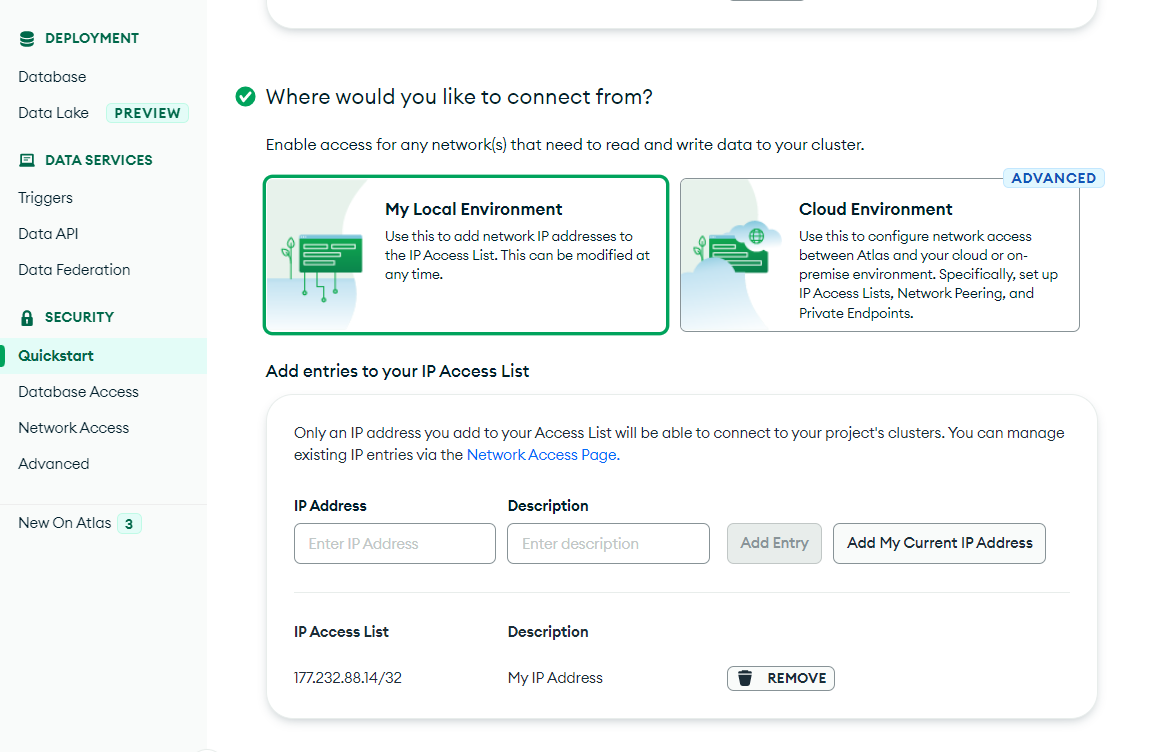 DEPLOYMENT
Database
Data Lake PREVIEW
DATA SERVICES
Triggers
Data API
Data Federation
SECURITY
Quickstart
Database Access
Network Access
Advanced
New On Atlas 3
Where would you like to connect from?
Enable access for any network(s) that need to read and write data to your cluster.
My Local Environment
Use this to add network IP addresses to
the IP Access List. This can be modified at
any time.
ADVANCED
Cloud Environment
Use this to configure network access
between Atlas and your cloud or on-
premise environment. Specifically, set up
IP Access Lists, Network Peering, and
Private Endpoints.
Add entries to your IP Access List
Only an IP address you add to your Access List will be able to connect to your project's clusters. You can manage
existing IP entries via the Network Access Page.
IP Address Description
Enter IP Address Enter description Add Entry Add My Current IP Address
IP Access List Description
177.232.88.14/32 My IP Address REMOVE